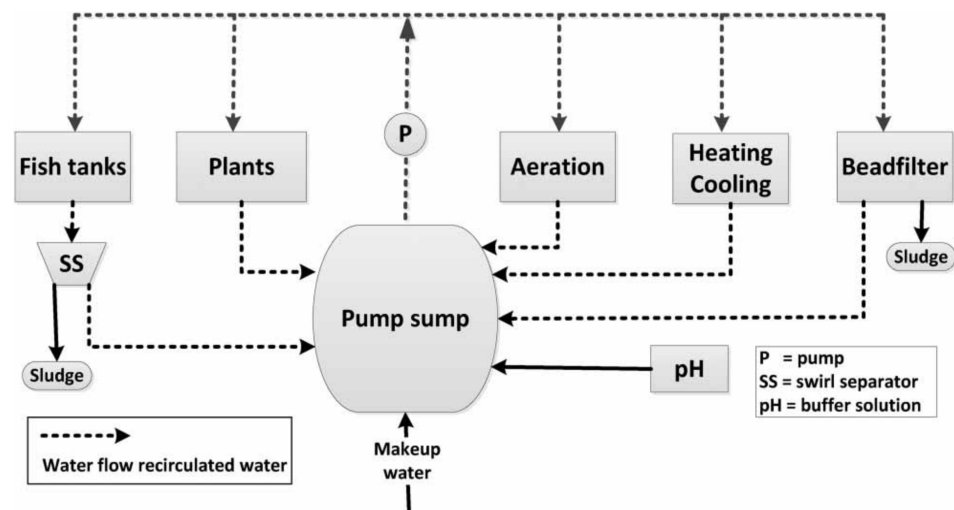 P
Fish tanks
Plants
Aeration
Heating
Cooling
Beadfilter
SS
Sludge
Pump sump
Sludge
pH
P = pump
SS = swirl separator
pH = buffer solution
Water flow recirculated water
Makeup
water